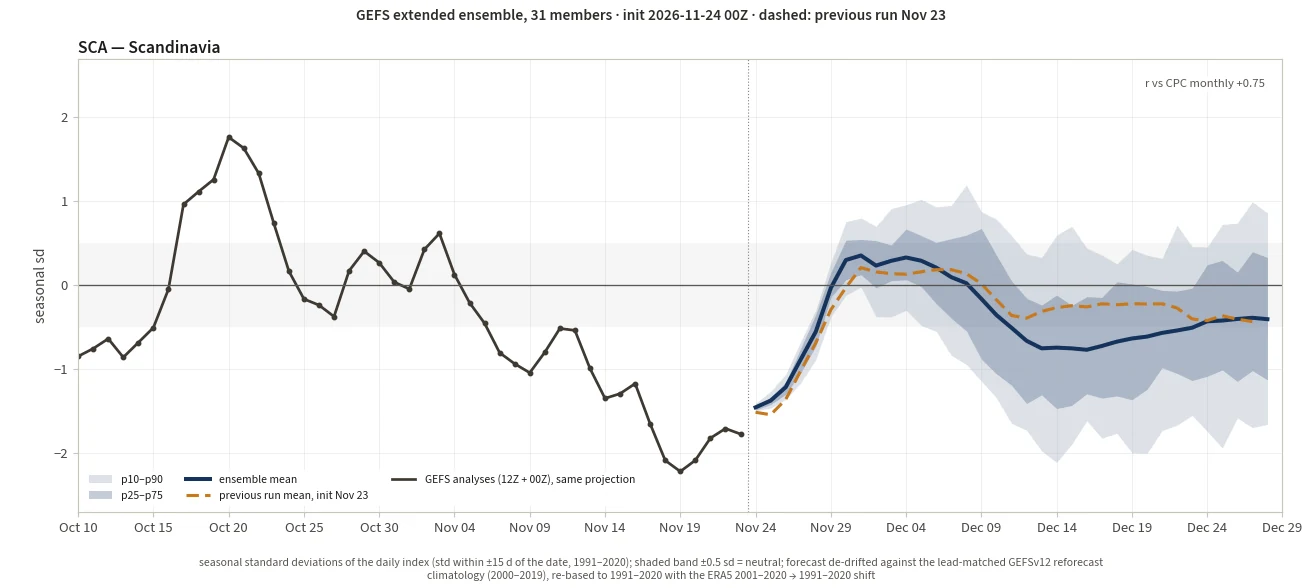 GEFS extended ensemble, 31 members · init 2026-11-24 00Z · dashed: previous run Nov 23
SCA — Scandinavia
r vs CPC monthly +0.75
seasonal sd
2
1
0
−1
−2
p10–p90
p25–p75
ensemble mean
previous run mean, init Nov 23
GEFS analyses (12Z + 00Z), same projection
Oct 10 Oct 15 Oct 20 Oct 25 Oct 30 Nov 04 Nov 09 Nov 14 Nov 19 Nov 24 Nov 29 Dec 04 Dec 09 Dec 14 Dec 19 Dec 24 Dec 29
seasonal standard deviations of the daily index (std within ±15 d of the date, 1991–2020); shaded band ±0.5 sd = neutral; forecast de-drifted against the lead-matched GEFSv12 reforecast
climatology (2000–2019), re-based to 1991–2020 with the ERA5 2001–2020 → 1991–2020 shift